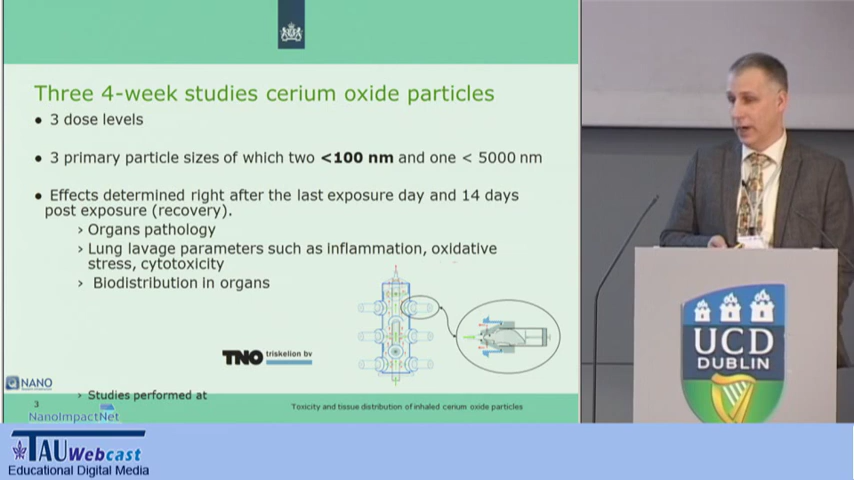 Three 4-week studies cerium oxide particles
● 3 dose levels
● 3 primary particle sizes of which two <100 nm and one < 5000 nm
● Effects determined right after the last exposure day and 14 days
post exposure (recovery).
› Organs pathology
› Lung lavage parameters such as inflammation, oxidative
stress, cytotoxicity
› Biodistribution in organs
TNO triskelion bv
NANO
› Studies performed at
3
NanoImpactNet
Toxicity and tissue distribution of inhaled cerium oxide particles
UCD
DUBLIN
TAUWebcast
Educational Digital Media